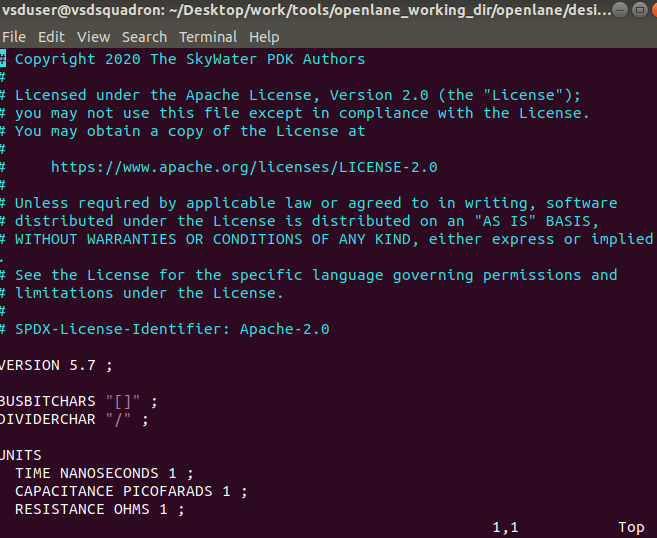 vsduser@vsdsquadron: ~/Desktop/work/tools/openlane_working_dir/openlane/desi...
File Edit View Search Terminal Help
# Copyright 2020 The SkyWater PDK Authors
#
# Licensed under the Apache License, Version 2.0 (the "License");
# you may not use this file except in compliance with the License.
# You may obtain a copy of the License at
#
#     https://www.apache.org/licenses/LICENSE-2.0
#
# Unless required by applicable law or agreed to in writing, software
# distributed under the License is distributed on an "AS IS" BASIS,
# WITHOUT WARRANTIES OR CONDITIONS OF ANY KIND, either express or implied
.
# See the License for the specific language governing permissions and
# limitations under the License.
#
# SPDX-License-Identifier: Apache-2.0
VERSION 5.7 ;
BUSBITCHARS "[]" ;
DIVIDERCHAR "/" ;
UNITS
  TIME NANOSECONDS 1 ;
  CAPACITANCE PICOFARADS 1 ;
  RESISTANCE OHMS 1 ;
1,1 Top